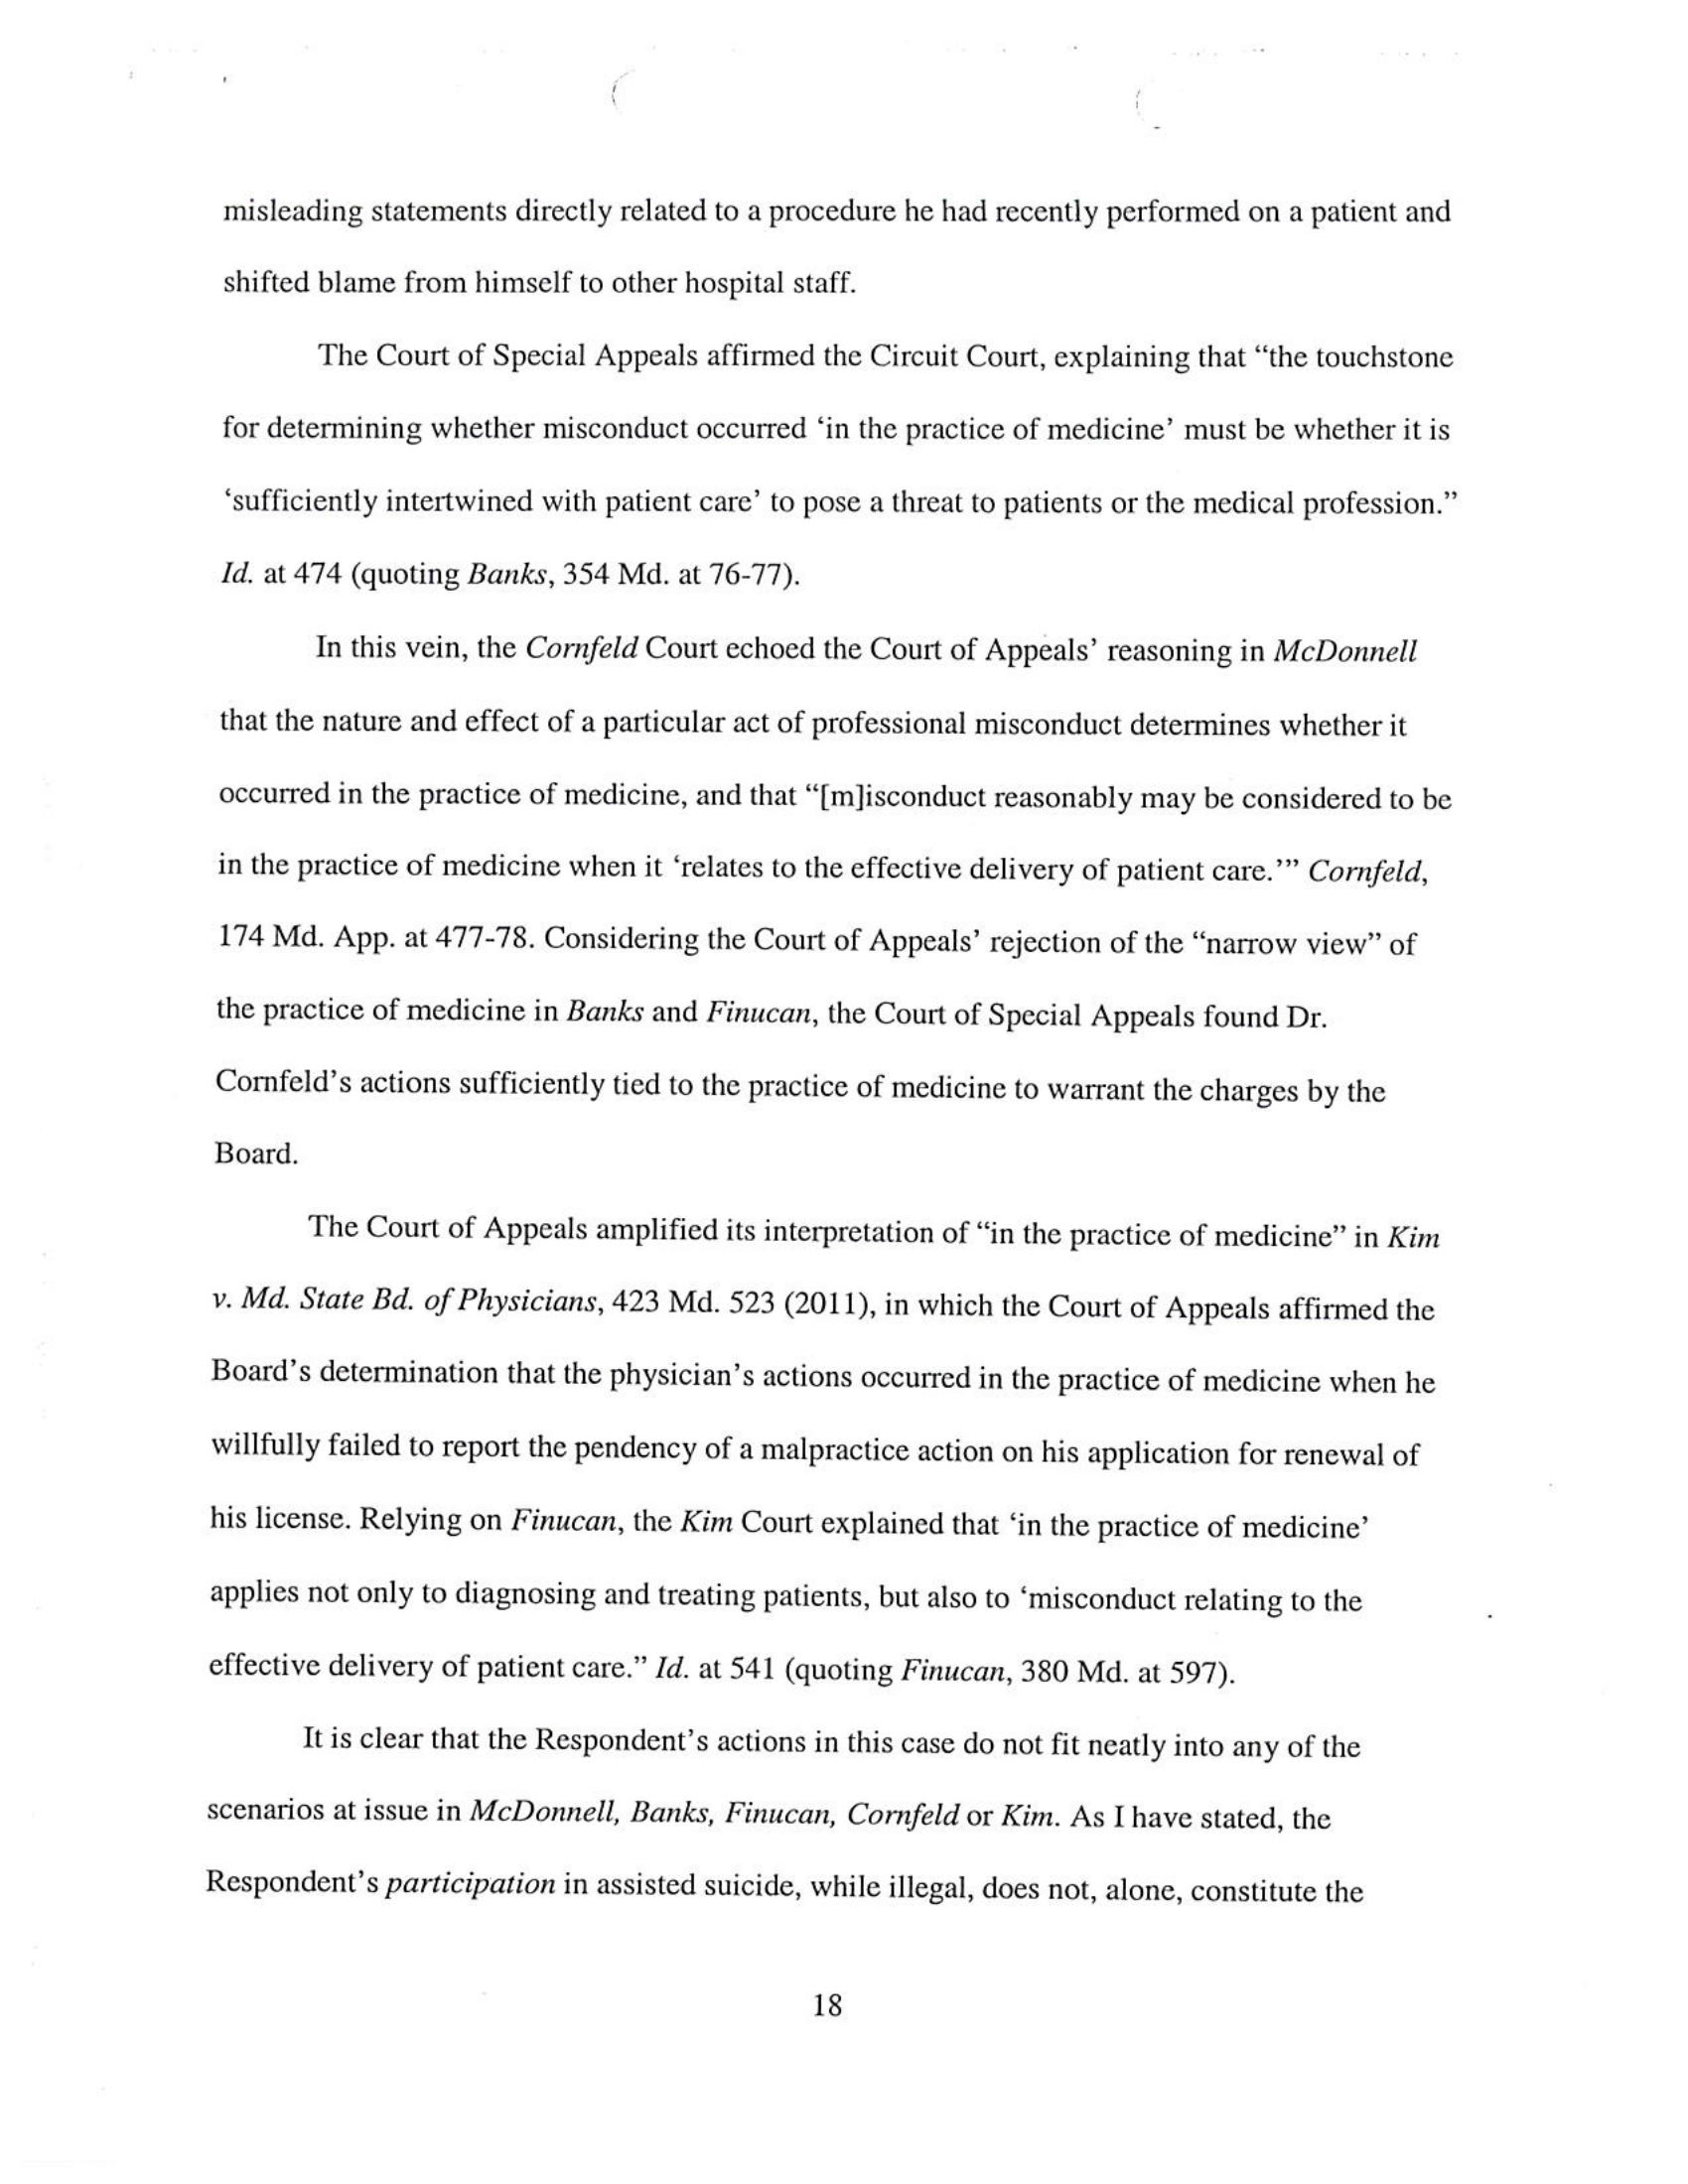 misleading statements directly related to a procedure he had recently performed on a patient and
shifted blame from himself to other hospital staff.
The Court of Special Appeals affirmed the Circuit Court, explaining that “the touchstone
for determining whether misconduct occurred ‘in the practice of medicine’ must be whether it is
‘sufficiently intertwined with patient care’ to pose a threat to patients or the medical profession.”
Id. at 474 (quoting Banks, 354 Md. at 76-77).
In this vein, the Cornfeld Court echoed the Court of Appeals’ reasoning in McDonnell
that the nature and effect of a particular act of professional misconduct determines whether it
occurred in the practice of medicine, and that “[m]isconduct reasonably may be considered to be
in the practice of medicine when it ‘relates to the effective delivery of patient care.’” Cornfeld,
174 Md. App. at 477-78. Considering the Court of Appeals’ rejection of the “narrow view” of
the practice of medicine in Banks and Finucan, the Court of Special Appeals found Dr.
Cornfeld’s actions sufficiently tied to the practice of medicine to warrant the charges by the
Board.
The Court of Appeals amplified its interpretation of “in the practice of medicine” in Kim
v. Md. State Bd. of Physicians, 423 Md. 523 (2011), in which the Court of Appeals affirmed the
Board’s determination that the physician’s actions occurred in the practice of medicine when he
willfully failed to report the pendency of a malpractice action on his application for renewal of
his license. Relying on Finucan, the Kim Court explained that ‘in the practice of medicine’
applies not only to diagnosing and treating patients, but also to ‘misconduct relating to the
effective delivery of patient care.” Id. at 541 (quoting Finucan, 380 Md. at 597).
It is clear that the Respondent’s actions in this case do not fit neatly into any of the
scenarios at issue in McDonnell, Banks, Finucan, Cornfeld or Kim. As I have stated, the
Respondent’s participation in assisted suicide, while illegal, does not, alone, constitute the
18